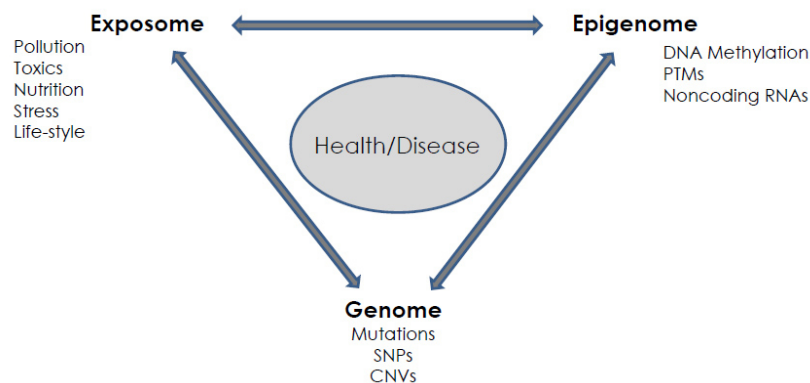 Exposome
Pollution
Toxics
Nutrition
Stress
Life-style
Epigenome
DNA Methylation
PTMs
Noncoding RNAs
Health/Disease
Genome
Mutations
SNPs
CNVs